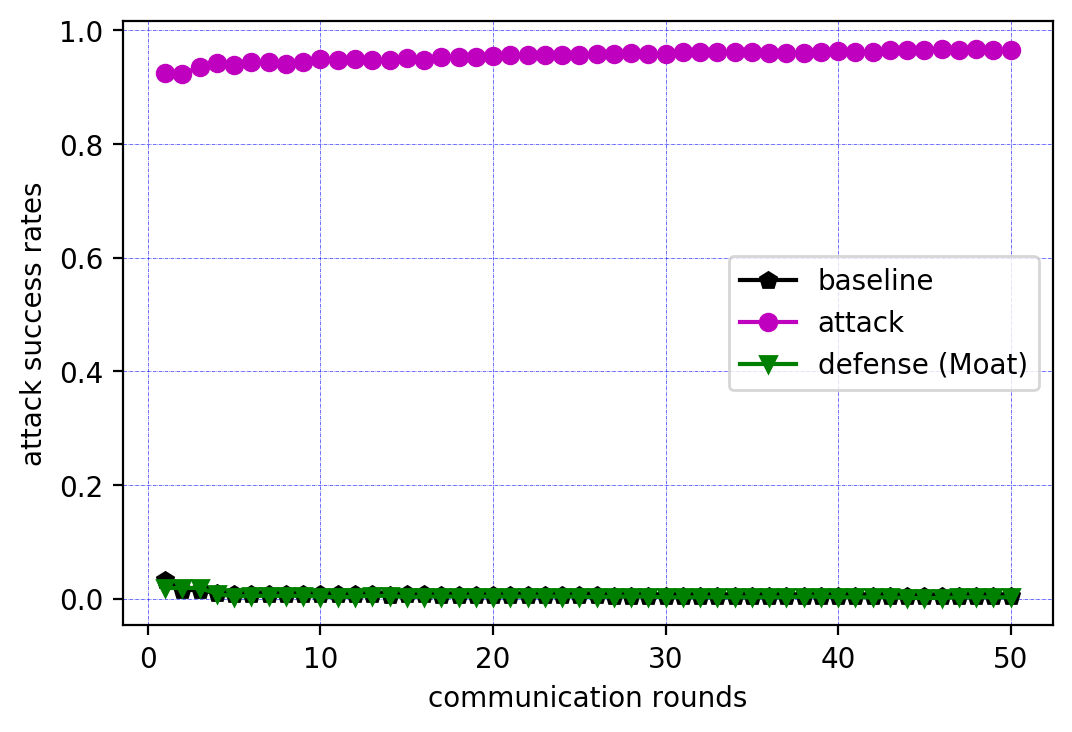 1.0
0.8
0.6
0.4
0.2
0.0
attack success rates
baseline
attack
defense (Moat)
0 10 20 30 40 50
communication rounds